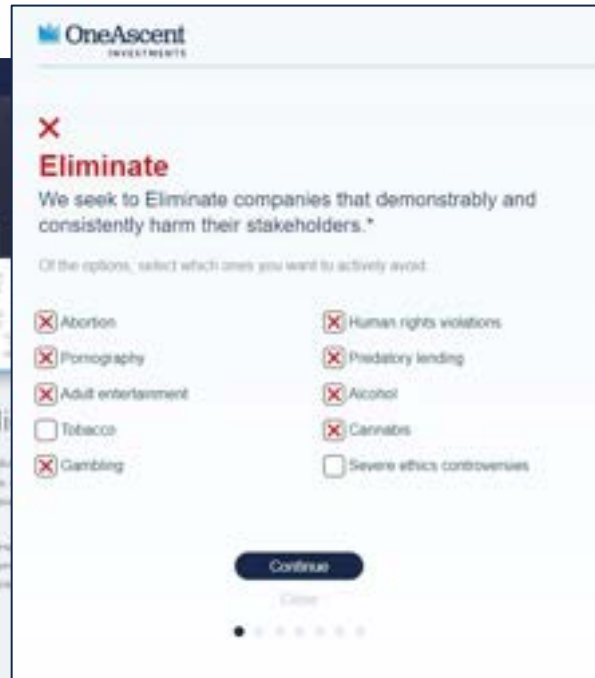 OneAscent
INVESTMENTS
Eliminate
We seek to Eliminate companies that demonstrably and
consistently harm their stakeholders.*
Of the options, select which ones you want to actively avoid:
Abortion
Human rights violations
Pornography
Predatory lending
Adult entertainment
Alcohol
Tobacco
Cannabis
Gambling
Severe ethics controversies
Continue